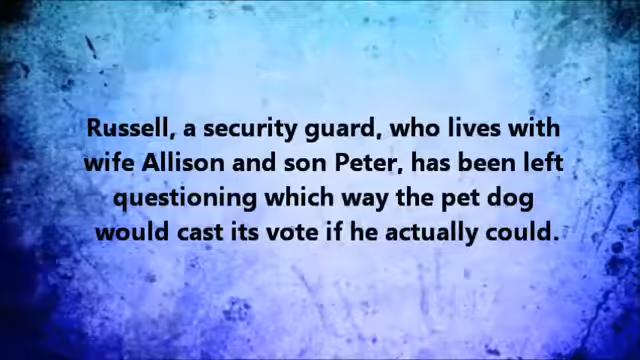 Russell, a security guard, who lives with
wife Allison and son Peter, has been left
questioning which way the pet dog
would cast its vote if he actually could.